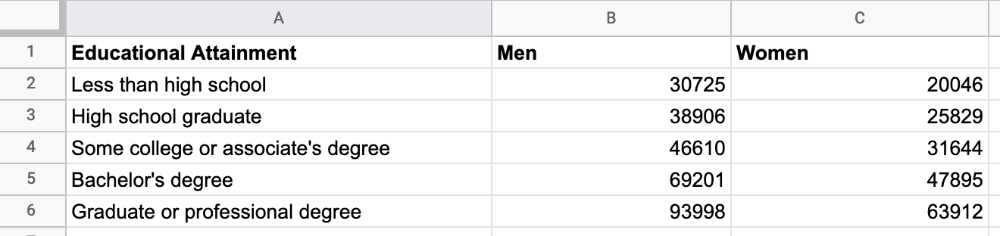 A B C
1 Educational Attainment Men Women
2 Less than high school 30725 20046
3 High school graduate 38906 25829
4 Some college or associate's degree 46610 31644
5 Bachelor's degree 69201 47895
6 Graduate or professional degree 93998 63912